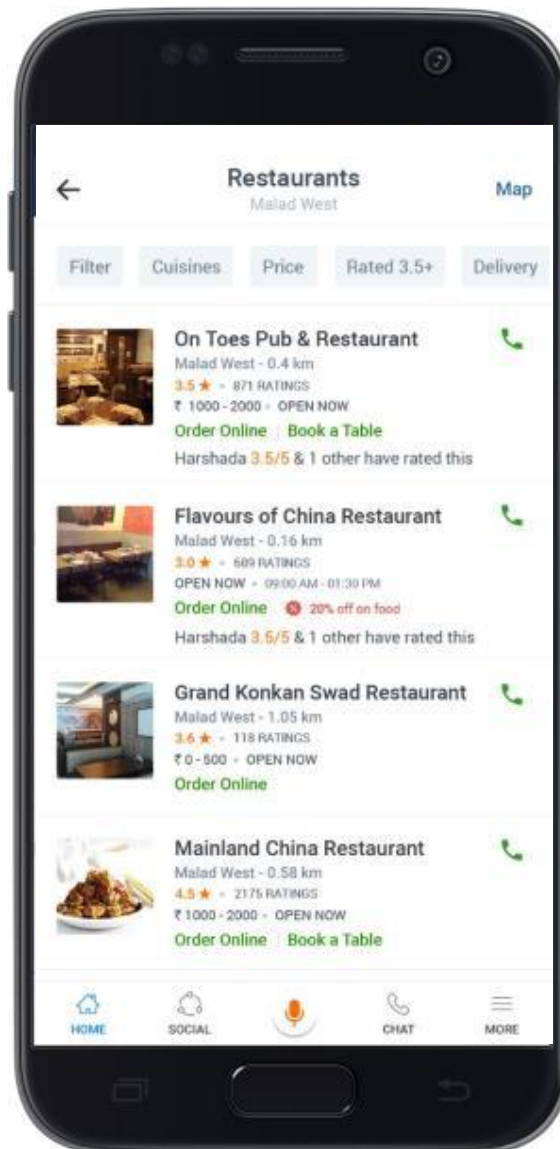 Restaurants
Malad West
Map
Filter Cuisines Price Rated 3.5+ Delivery
On Toes Pub & Restaurant
Malad West - 0.4 km
3.5 ★ • 871 RATINGS
₹ 1000 - 2000 • OPEN NOW
Order Online | Book a Table
Harshada 3.5/5 & 1 other have rated this
Flavours of China Restaurant
Malad West - 0.16 km
3.0 ★ • 609 RATINGS
OPEN NOW • 09:00 AM - 01:30 PM
Order Online 20% off on food
Harshada 3.5/5 & 1 other have rated this
Grand Konkan Swad Restaurant
Malad West - 1.05 km
3.6 ★ • 118 RATINGS
₹ 0 - 500 • OPEN NOW
Order Online
Mainland China Restaurant
Malad West - 0.58 km
4.5 ★ • 2175 RATINGS
₹ 1000 - 2000 • OPEN NOW
Order Online | Book a Table
HOME SOCIAL CHAT MORE